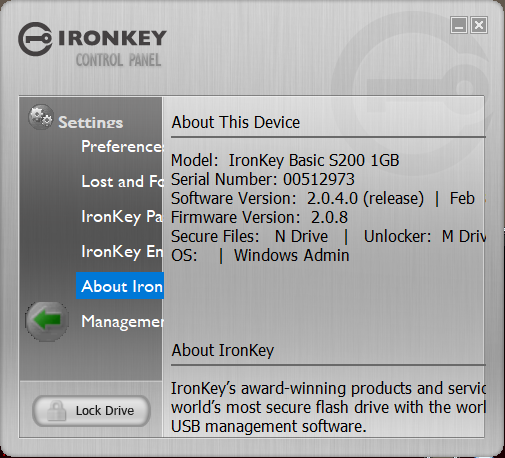 IRONKEY
CONTROL PANEL
Settings
Preferences
Lost and Fo
IronKey Pa
IronKey En
About Iron
Managemen
Lock Drive
About This Device
Model: IronKey Basic S200 1GB
Serial Number: 00512973
Software Version: 2.0.4.0 (release) | Feb
Firmware Version: 2.0.8
Secure Files: N Drive | Unlocker: M Driv
OS: | Windows Admin
About IronKey
IronKey's award-winning products and servic
world's most secure flash drive with the worl
USB management software.